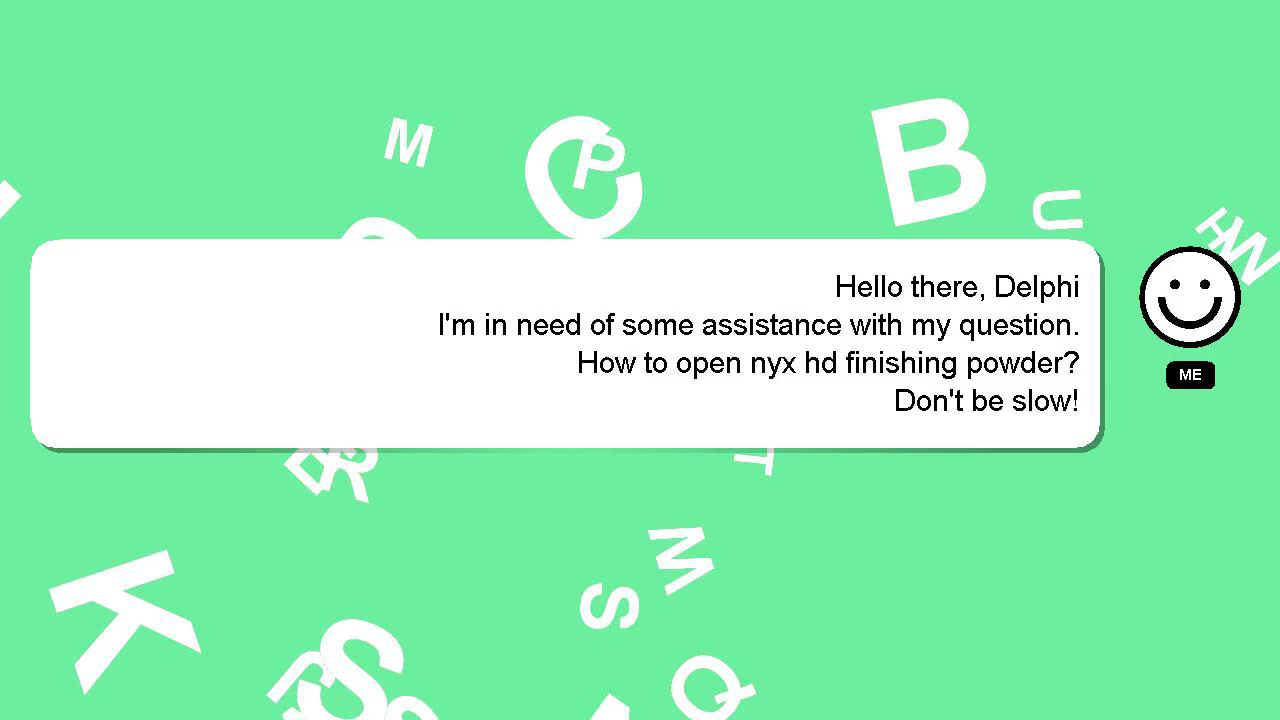 M
C
P
B
U
H
W
Hello there, Delphi
I'm in need of some assistance with my question.
How to open nyx hd finishing powder?
Don't be slow!
ME
R
T
M
K
S
S
Q